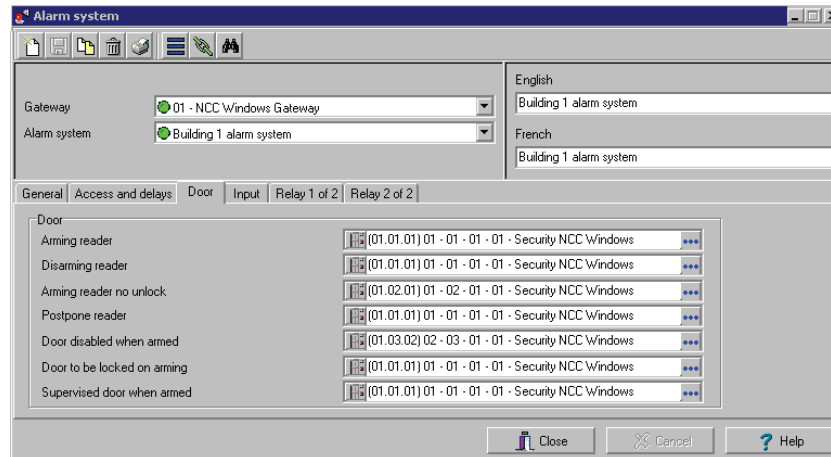 Alarm system
English
Gateway
01 - NCC Windows Gateway
Building 1 alarm system
Alarm system
Building 1 alarm system
French
Building 1 alarm system
General
Access and delays
Door
Input
Relay 1 of 2
Relay 2 of 2
Door
Arming reader
(01.01.01) 01 - 01 - 01 - 01 - Security NCC Windows
Disarming reader
(01.01.01) 01 - 01 - 01 - 01 - Security NCC Windows
Arming reader no unlock
(01.02.01) 01 - 02 - 01 - 01 - Security NCC Windows
Postpone reader
(01.01.01) 01 - 01 - 01 - 01 - Security NCC Windows
Door disabled when armed
(01.03.02) 02 - 03 - 01 - 01 - Security NCC Windows
Door to be locked on arming
(01.01.01) 01 - 01 - 01 - 01 - Security NCC Windows
Supervised door when armed
(01.01.01) 01 - 01 - 01 - 01 - Security NCC Windows
Close
Cancel
Help